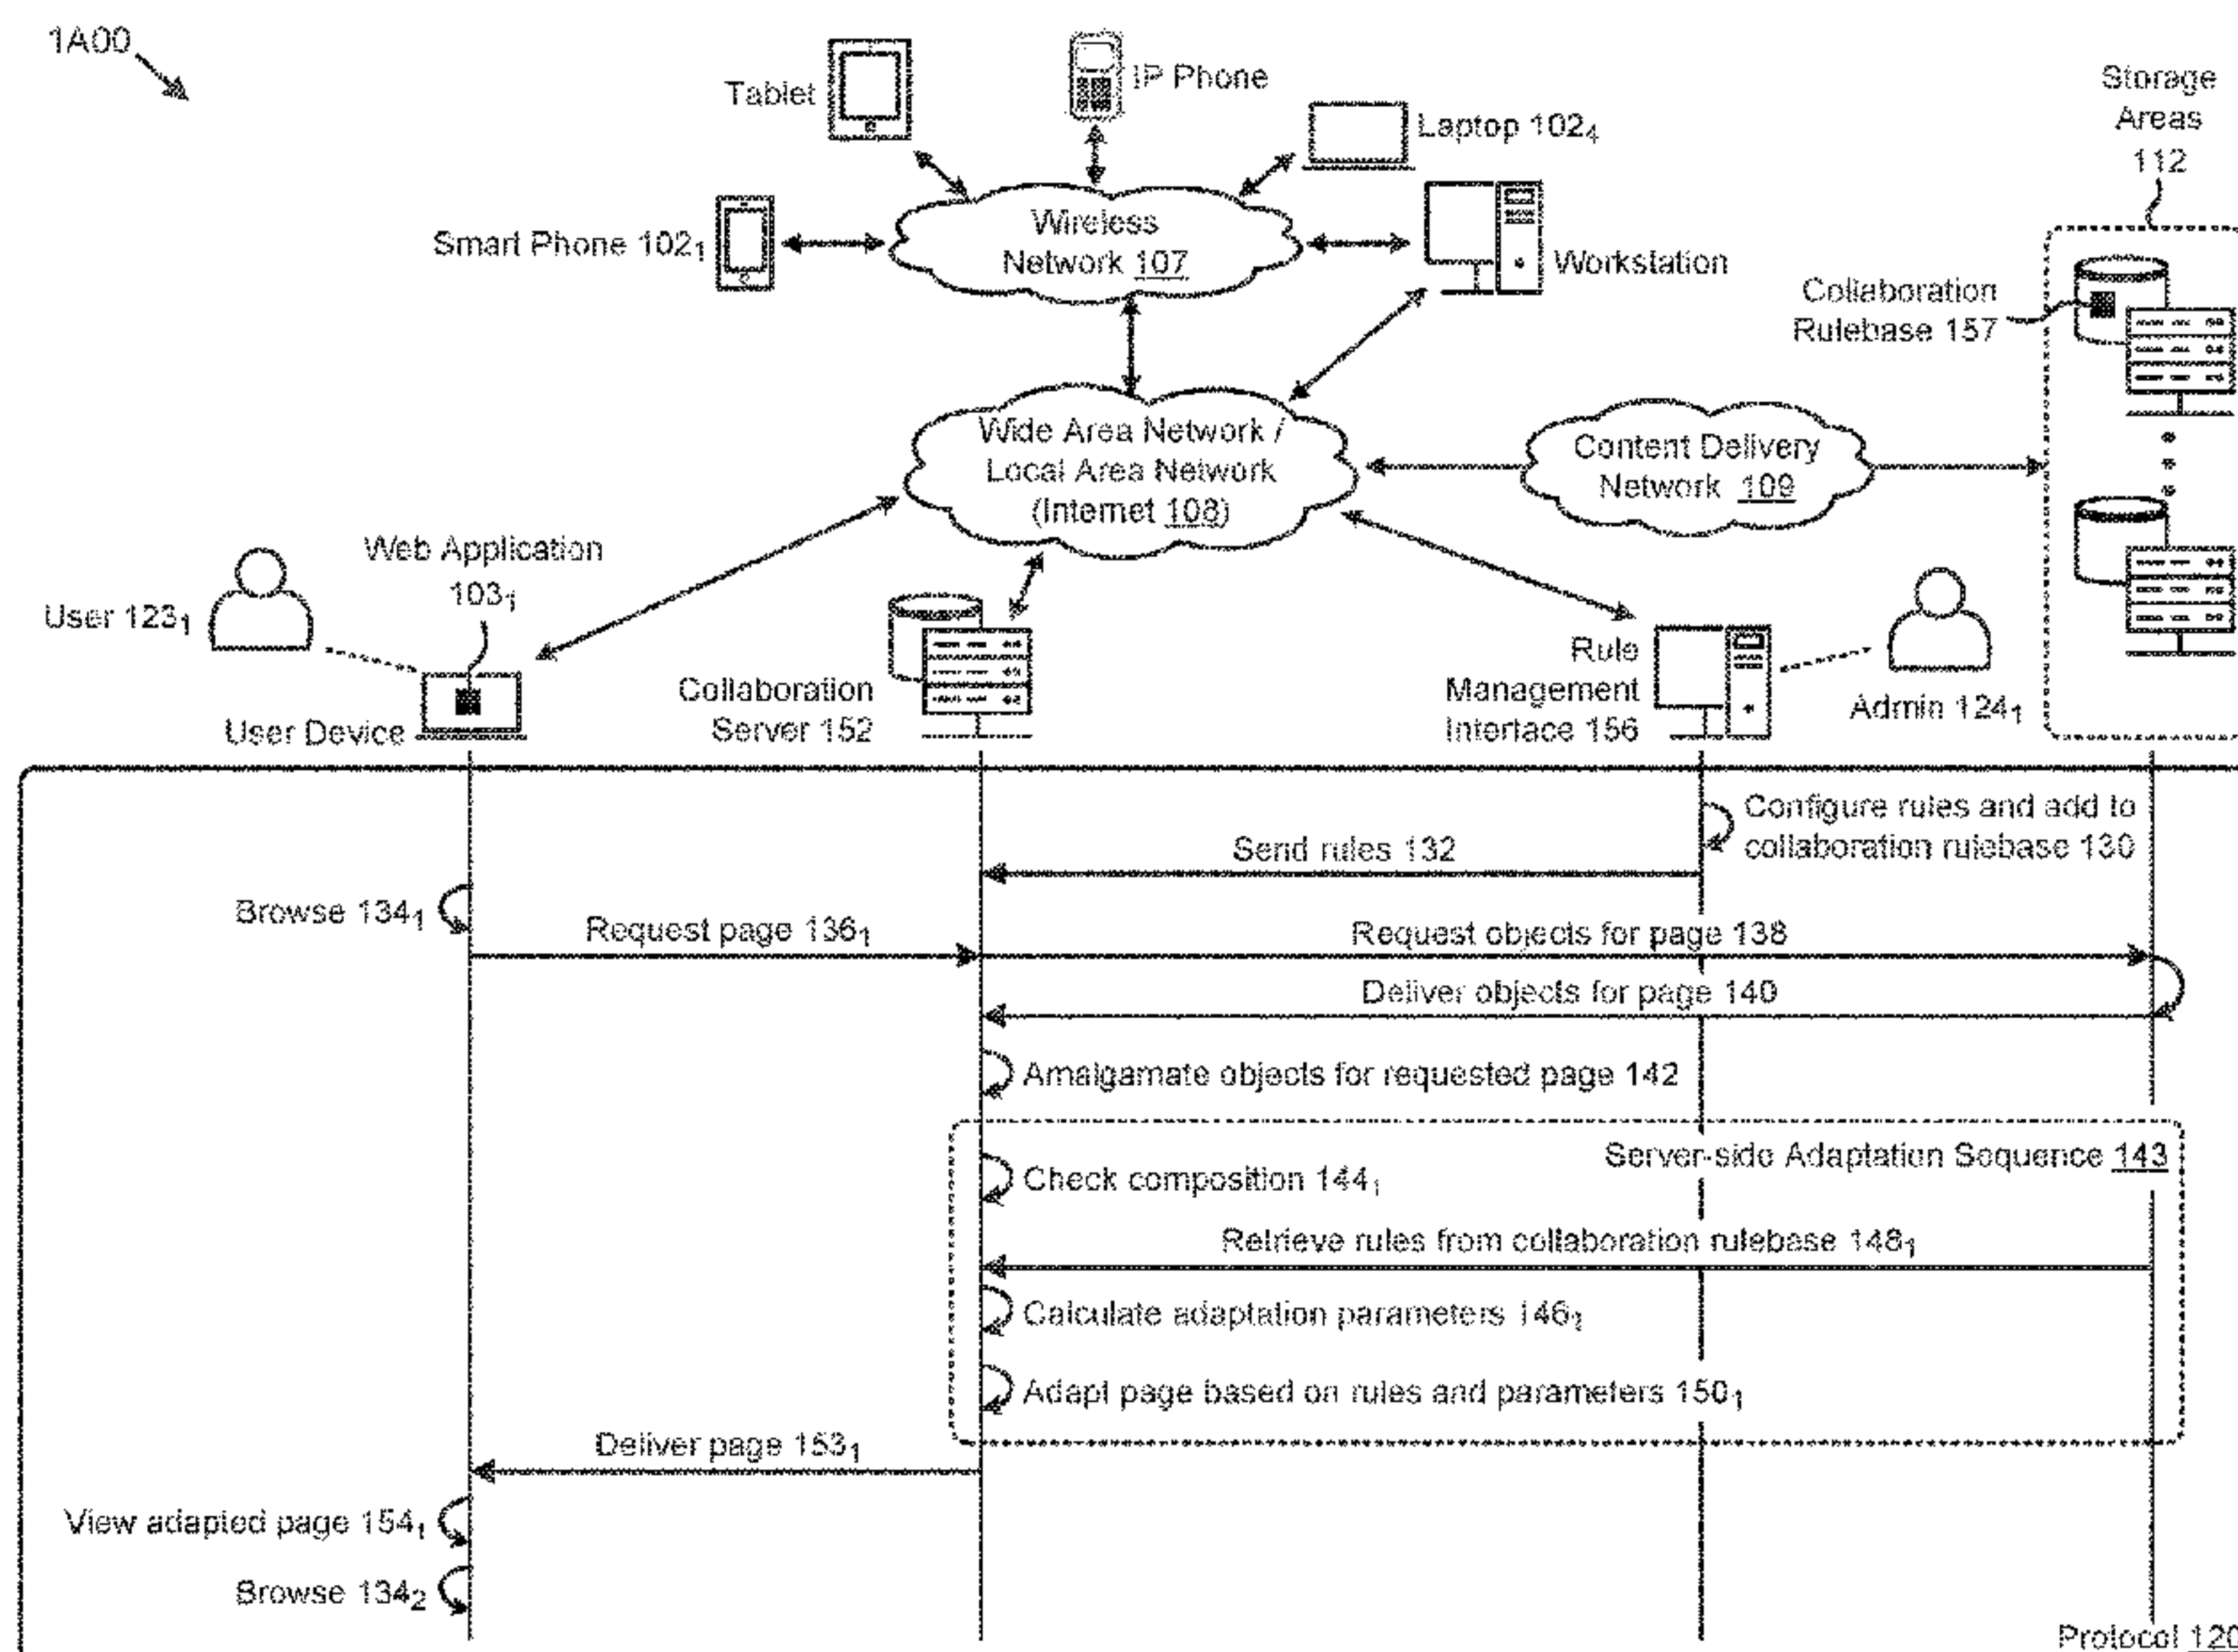 1A00
Tablet
IP Phone
Laptop 102₄
Storage
Areas
112
Smart Phone 102₁
Wireless
Network 107
Workstation
Collaboration
Rulebase 157
Wide Area Network /
Local Area Network
(Internet 108)
Content Delivery
Network 109
Web Application
103₁
User 123₁
User Device
Collaboration
Server 152
Rule
Management
Interface 156
Admin 124₁
Configure rules and add to
collaboration rulebase 130
Send rules 132
Browse 134₁
Request page 136₁
Request objects for page 138
Deliver objects for page 140
Amalgamate objects for requested page 142
Server-side Adaptation Sequence 143
Check composition 144₁
Retrieve rules from collaboration rulebase 148₁
Calculate adaptation parameters 146₁
Adapt page based on rules and parameters 150₁
Deliver page 153₁
View adapted page 154₁
Browse 134₂
Protocol 120